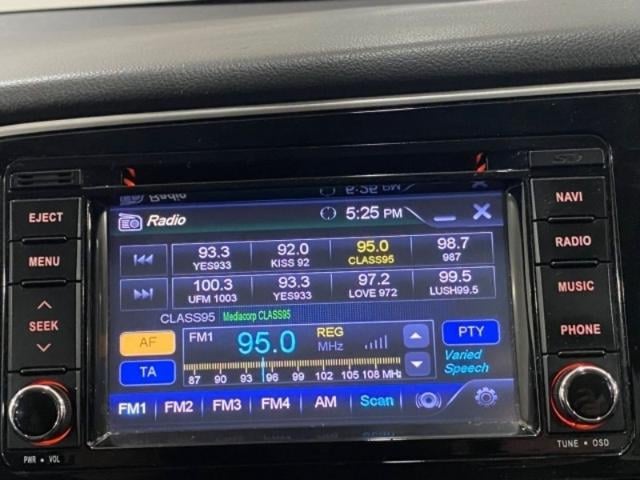 EJECT
MENU
SEEK
PWR • VOL
Radio
5:25 PM
93.3
YES933
92.0
KISS 92
95.0
CLASS95
98.7
987
100.3
UFM 1003
93.3
YES933
97.2
LOVE 972
99.5
LUSH99.5
CLASS95
Mediacorp CLASS95
AF
TA
FM1
95.0
REG
MHz
87 90 93 96 99 102 105 108 MHz
PTY
Varied
Speech
FM1 FM2 FM3 FM4 AM Scan
NAVI
RADIO
MUSIC
PHONE
TUNE • OSD